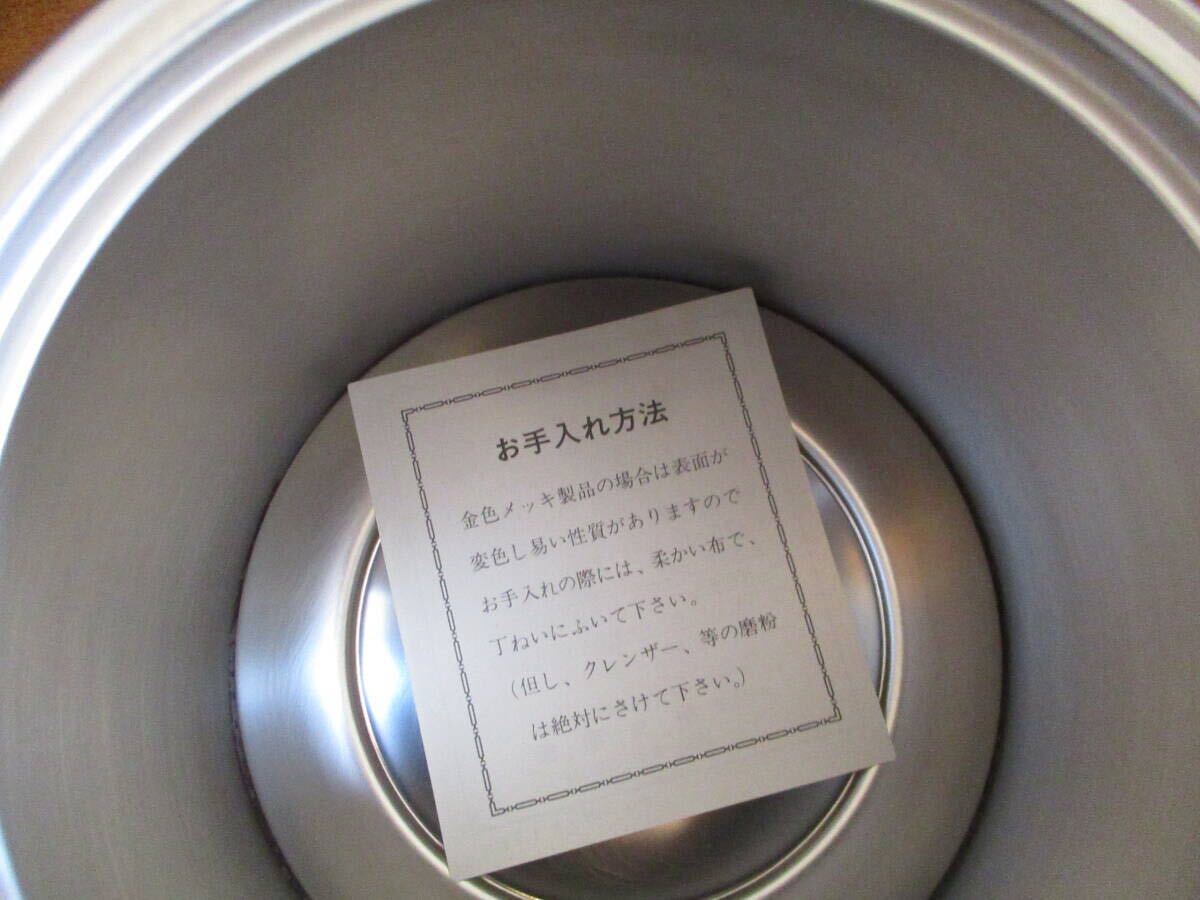 お手入れ方法
金色メッキ製品の場合は表面が
変色し易い性質がありますので
お手入れの際には、柔かい布で、
丁ねいにふいて下さい。
（但し、クレンザー、等の磨粉
は絶対にさけて下さい。）